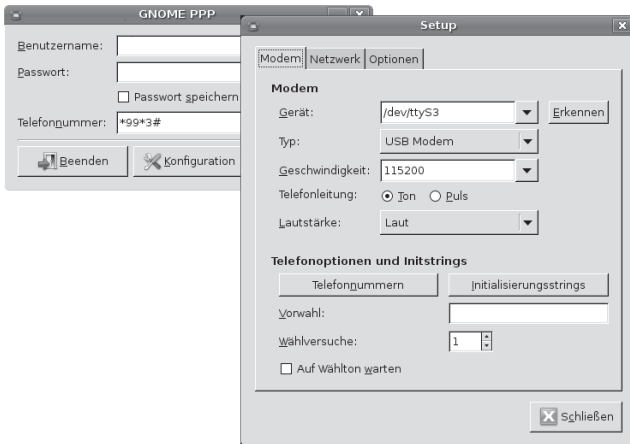 GNOME PPP
Benutzername:
Passwort:
Passwort speichern
Telefonnummer: *99*3#
Beenden Konfiguration
Setup
Modem Netzwerk Optionen
Modem
Gerät: /dev/ttyS3 Erkennen
Typ: USB Modem
Geschwindigkeit: 115200
Telefonleitung: Ton Puls
Lautstärke: Laut
Telefonoptionen und Initstrings
Telefonnummern Initialisierungsstrings
Vorwahl:
Wählversuche: 1
Auf Wählton warten
Schließen